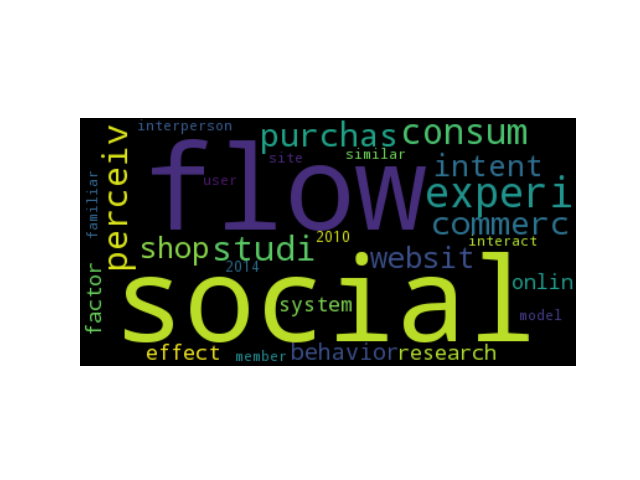 interperson
purchas
consum
flow
site
similar
intent
user
experi
perceiv
familiar
commerc
shop
studi
2010
interact
2014
websit
social
onlin
factor
system
model
effect
member
behavior
research